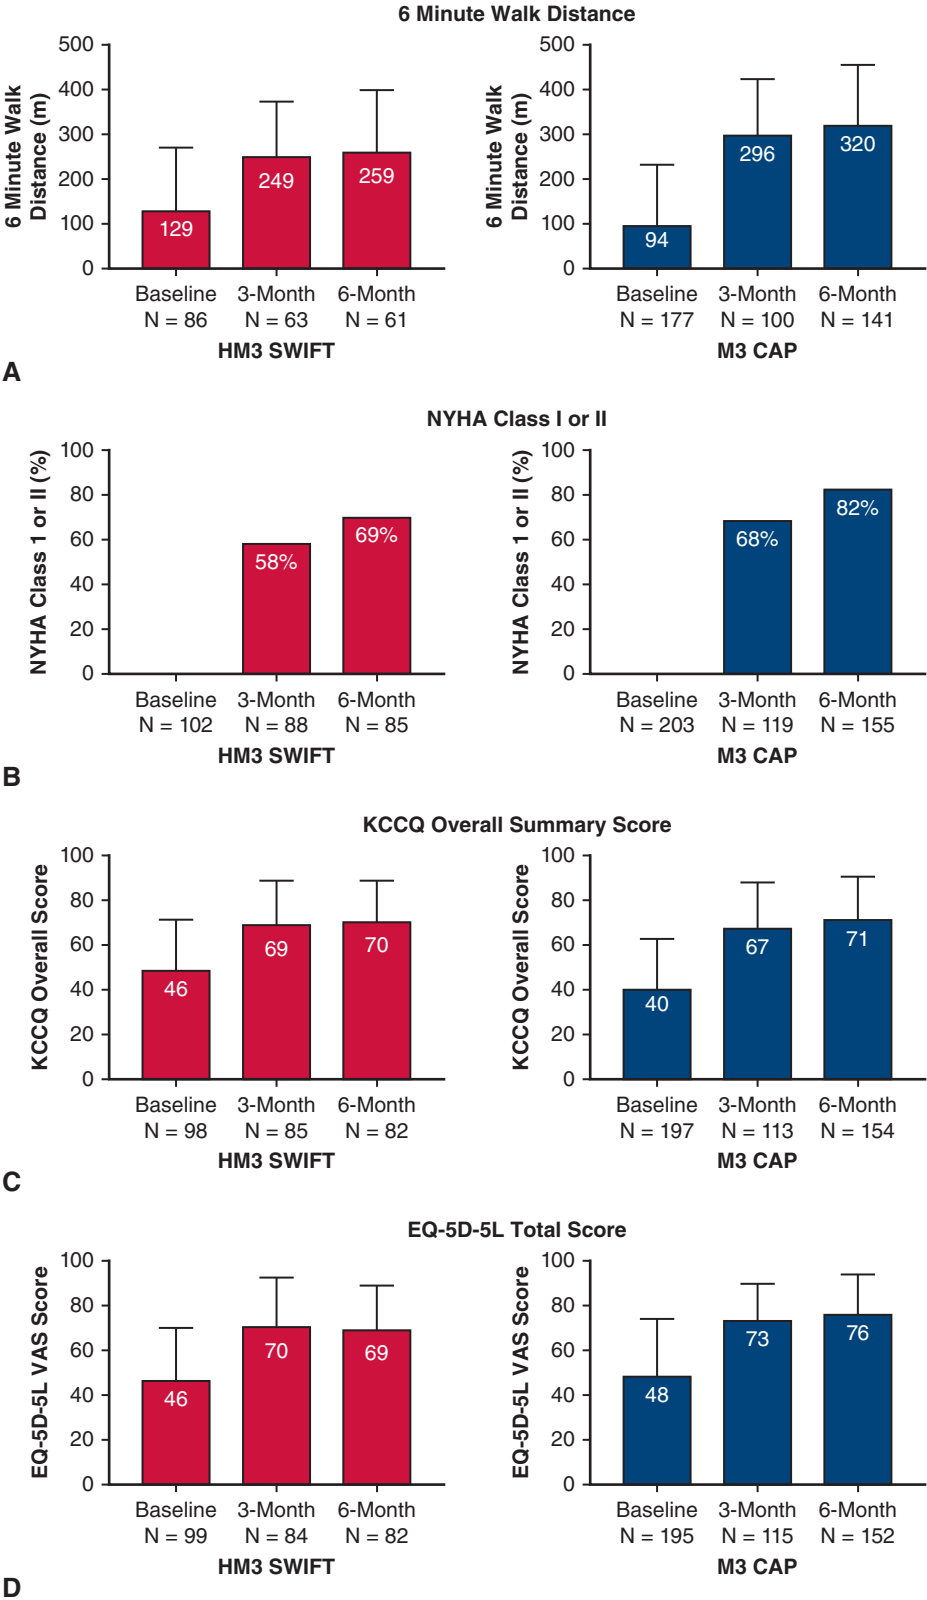 6 Minute Walk Distance
6 Minute Walk
Distance (m)
500
400
300
200
100
0
129
249
259
Baseline 3-Month 6-Month
N = 86 N = 63 N = 61
HM3 SWIFT
6 Minute Walk
Distance (m)
500
400
300
200
100
0
94
296
320
Baseline 3-Month 6-Month
N = 177 N = 100 N = 141
M3 CAP
A
NYHA Class I or II
NYHA Class 1 or II (%)
100
80
60
40
20
0
58%
69%
Baseline 3-Month 6-Month
N = 102 N = 88 N = 85
HM3 SWIFT
NYHA Class 1 or II (%)
100
80
60
40
20
0
68%
82%
Baseline 3-Month 6-Month
N = 203 N = 119 N = 155
M3 CAP
B
KCCQ Overall Summary Score
KCCQ Overall Score
100
80
60
40
20
0
46
69
70
Baseline 3-Month 6-Month
N = 98 N = 85 N = 82
HM3 SWIFT
KCCQ Overall Score
100
80
60
40
20
0
40
67
71
Baseline 3-Month 6-Month
N = 197 N = 113 N = 154
M3 CAP
C
EQ-5D-5L Total Score
EQ-5D-5L VAS Score
100
80
60
40
20
0
46
70
69
Baseline 3-Month 6-Month
N = 99 N = 84 N = 82
HM3 SWIFT
EQ-5D-5L VAS Score
100
80
60
40
20
0
48
73
76
Baseline 3-Month 6-Month
N = 195 N = 115 N = 152
M3 CAP
D